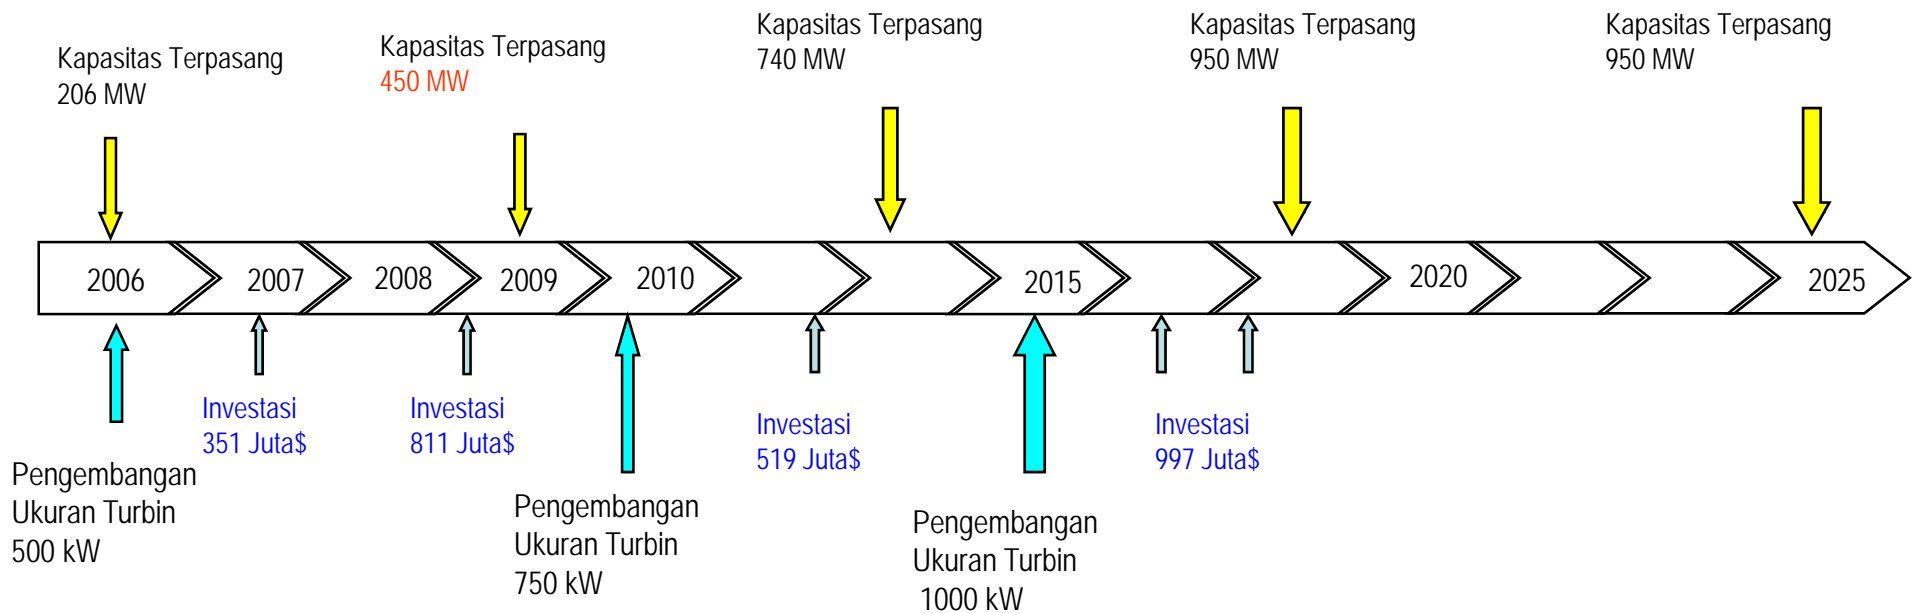 Kapasitas Terpasang
206 MW
Kapasitas Terpasang
450 MW
Kapasitas Terpasang
740 MW
Kapasitas Terpasang
950 MW
Kapasitas Terpasang
950 MW
2006
2007
2008
2009
2010
2015
2020
2025
Investasi
351 Juta$
Investasi
811 Juta$
Investasi
519 Juta$
Investasi
997 Juta$
Pengembangan
Ukuran Turbin
500 kW
Pengembangan
Ukuran Turbin
750 kW
Pengembangan
Ukuran Turbin
1000 kW